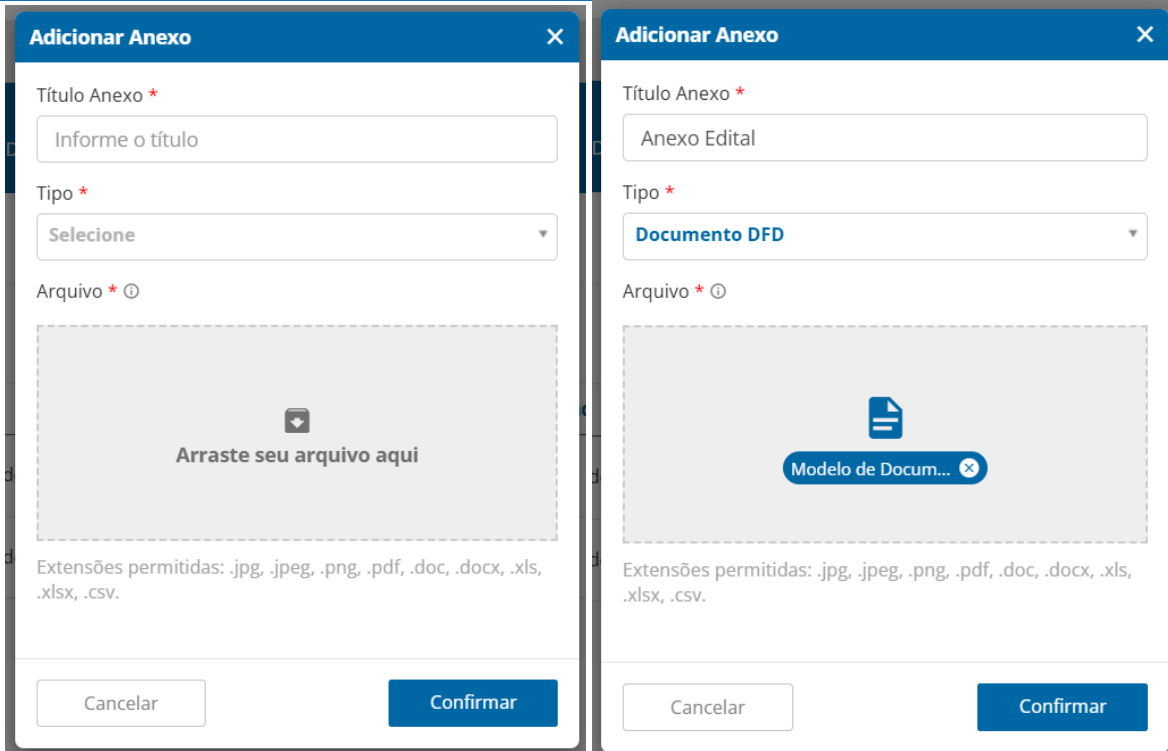 Adicionar Anexo
Título Anexo *
Informe o título
Tipo *
Selecione
Arquivo *
Arraste seu arquivo aqui
Extensões permitidas: .jpg, .jpeg, .png, .pdf, .doc, .docx, .xls,
.xlsx, .csv.
Cancelar
Confirmar
Adicionar Anexo
Título Anexo *
Anexo Edital
Tipo *
Documento DFD
Arquivo *
Modelo de Docum...
Extensões permitidas: .jpg, .jpeg, .png, .pdf, .doc, .docx, .xls,
.xlsx, .csv.
Cancelar
Confirmar